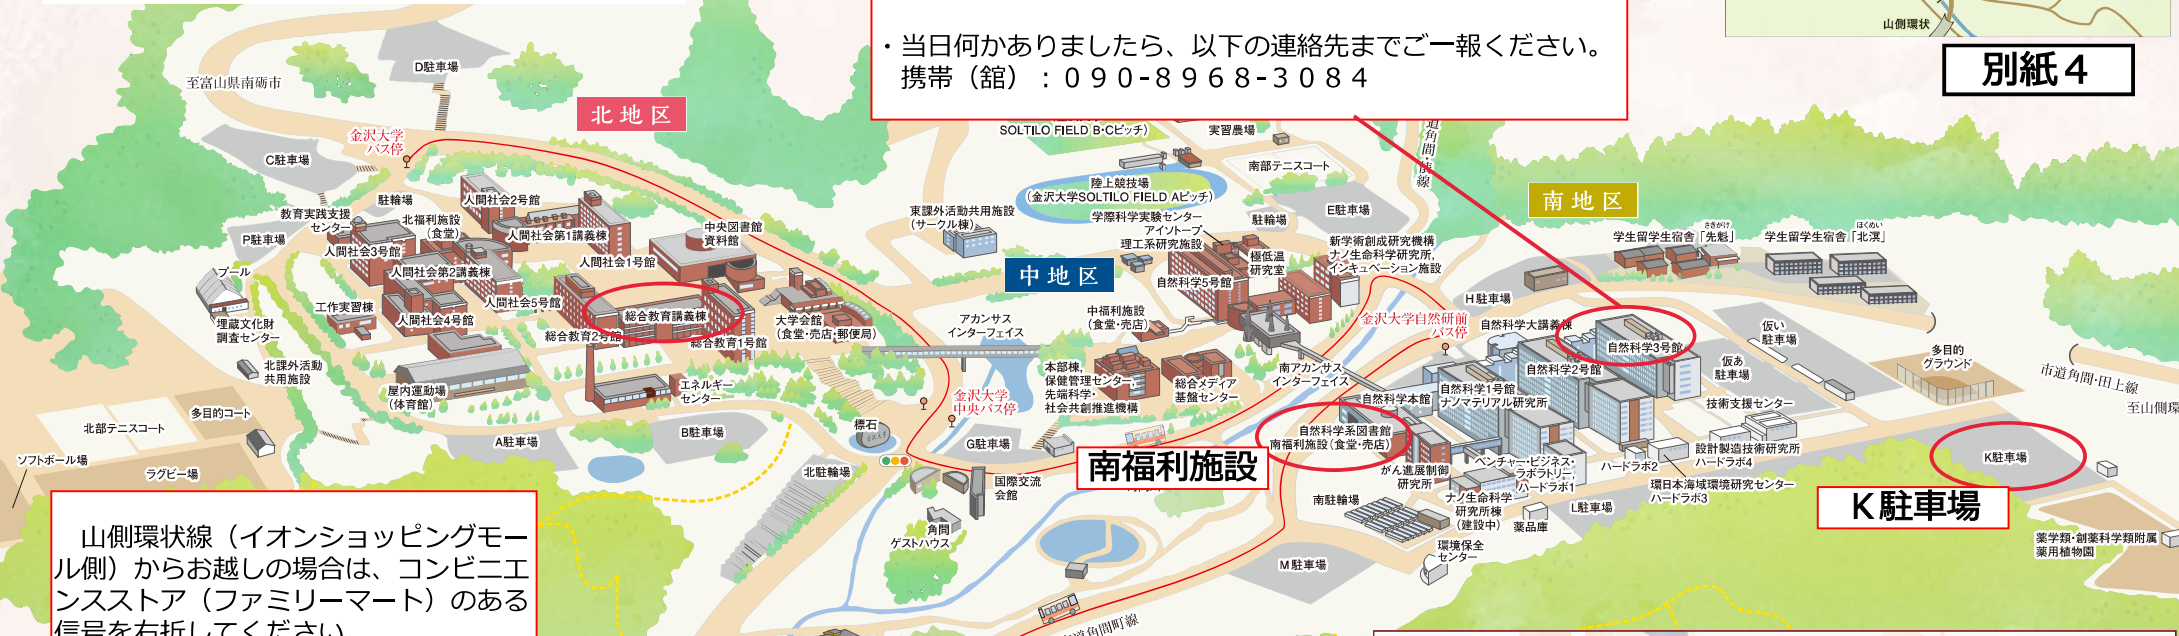 ・当日何かありましたら、以下の連絡先までご一報ください。
携帯（舘）：０９０-８９６８-３０８４
山側環状
別紙４
D駐車場
至富山県南砺市
北地区
金沢大学
バス停
C駐車場
SOLTILO FIELD B・Cピッチ)
実習農場
南部テニスコート
陸上競技場
(金沢大学SOLTILO FIELD Aピッチ)
南地区
駐輪場
人間社会2号館
教育実践支援
センター
北福利施設
(食堂)
人間社会第1講義棟
中央図書館
資料館
P駐車場
人間社会3号館
人間社会第2講義棟
人間社会1号館
東課外活動共用施設
(サークル棟)
学際科学実験センター
アイソトープ
理工系研究施設
駐輪場
E駐車場
新学術創成研究機構
ナノ生命科学研究所,
インキュベーション施設
極低温
研究室
自然科学5号館
さきがけ
学生留学生宿舎「先魁」
ほくめい
学生留学生宿舎「北溟」
中地区
プール
埋蔵文化財
調査センター
工作実習棟
人間社会4号館
人間社会5号館
総合教育講義棟
総合教育2号館
総合教育1号館
大学会館
(食堂・売店・郵便局)
アカンサス
インターフェイス
中福利施設
(食堂・売店)
H駐車場
金沢大学自然研前
バス停
自然科学大講義棟
自然科学3号館
自然科学2号館
仮い
駐車場
仮あ
駐車場
多目的
グラウンド
市道角間・田上線
至山側環
北課外活動
共用施設
屋内運動場
(体育館)
エネルギー
センター
金沢大学
中央バス停
本部棟,
保健管理センター,
先端科学・
社会共創推進機構
総合メディア
基盤センター
南アカンサス
インターフェイス
自然科学本館
自然科学1号館
ナノマテリアル研究所
技術支援センター
多目的コート
北部テニスコート
ソフトボール場
ラグビー場
A駐車場
B駐車場
標石
G駐車場
北駐輪場
国際交流
会館
角間
ゲストハウス
南福利施設
自然科学系図書館
南福利施設(食堂・売店)
がん進展制御
研究所
ベンチャー・ビジネス・
ラボラトリー,
ハードラボ1
ハードラボ2
設計製造技術研究所
ハードラボ4
環日本海域環境研究センター
ハードラボ3
K駐車場
Ｋ駐車場
南駐輪場
ナノ生命科学
研究所棟
(建設中)
薬品庫
L駐車場
環境保全
センター
M駐車場
薬学類・創薬科学類附属
薬用植物園
道角間町線
山側環状線（イオンショッピングモー
ル側）からお越しの場合は、コンビニエ
ンスストア（ファミリーマート）のある
信号を右折してください